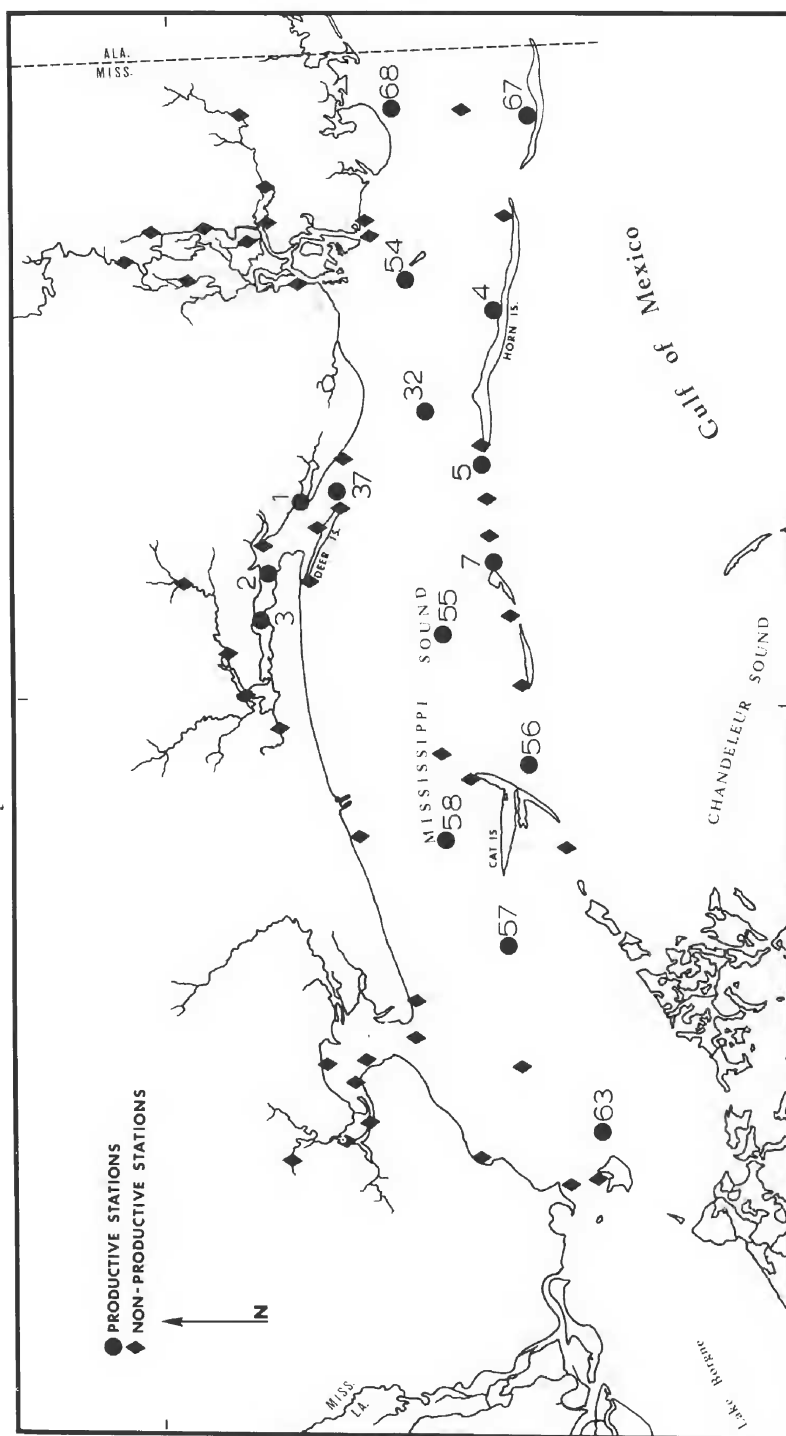 PRODUCTIVE STATIONS
NON-PRODUCTIVE STATIONS
N
MISS.
LA.
ALA.
MISS.
68
67
54
4
HORN IS.
32
5
1
37
2
DEER IS.
3
7
55
MISSISSIPPI SOUND
56
58
CAT IS
57
63
Gulf of Mexico
CHANDELEUR SOUND
Lake Borgne